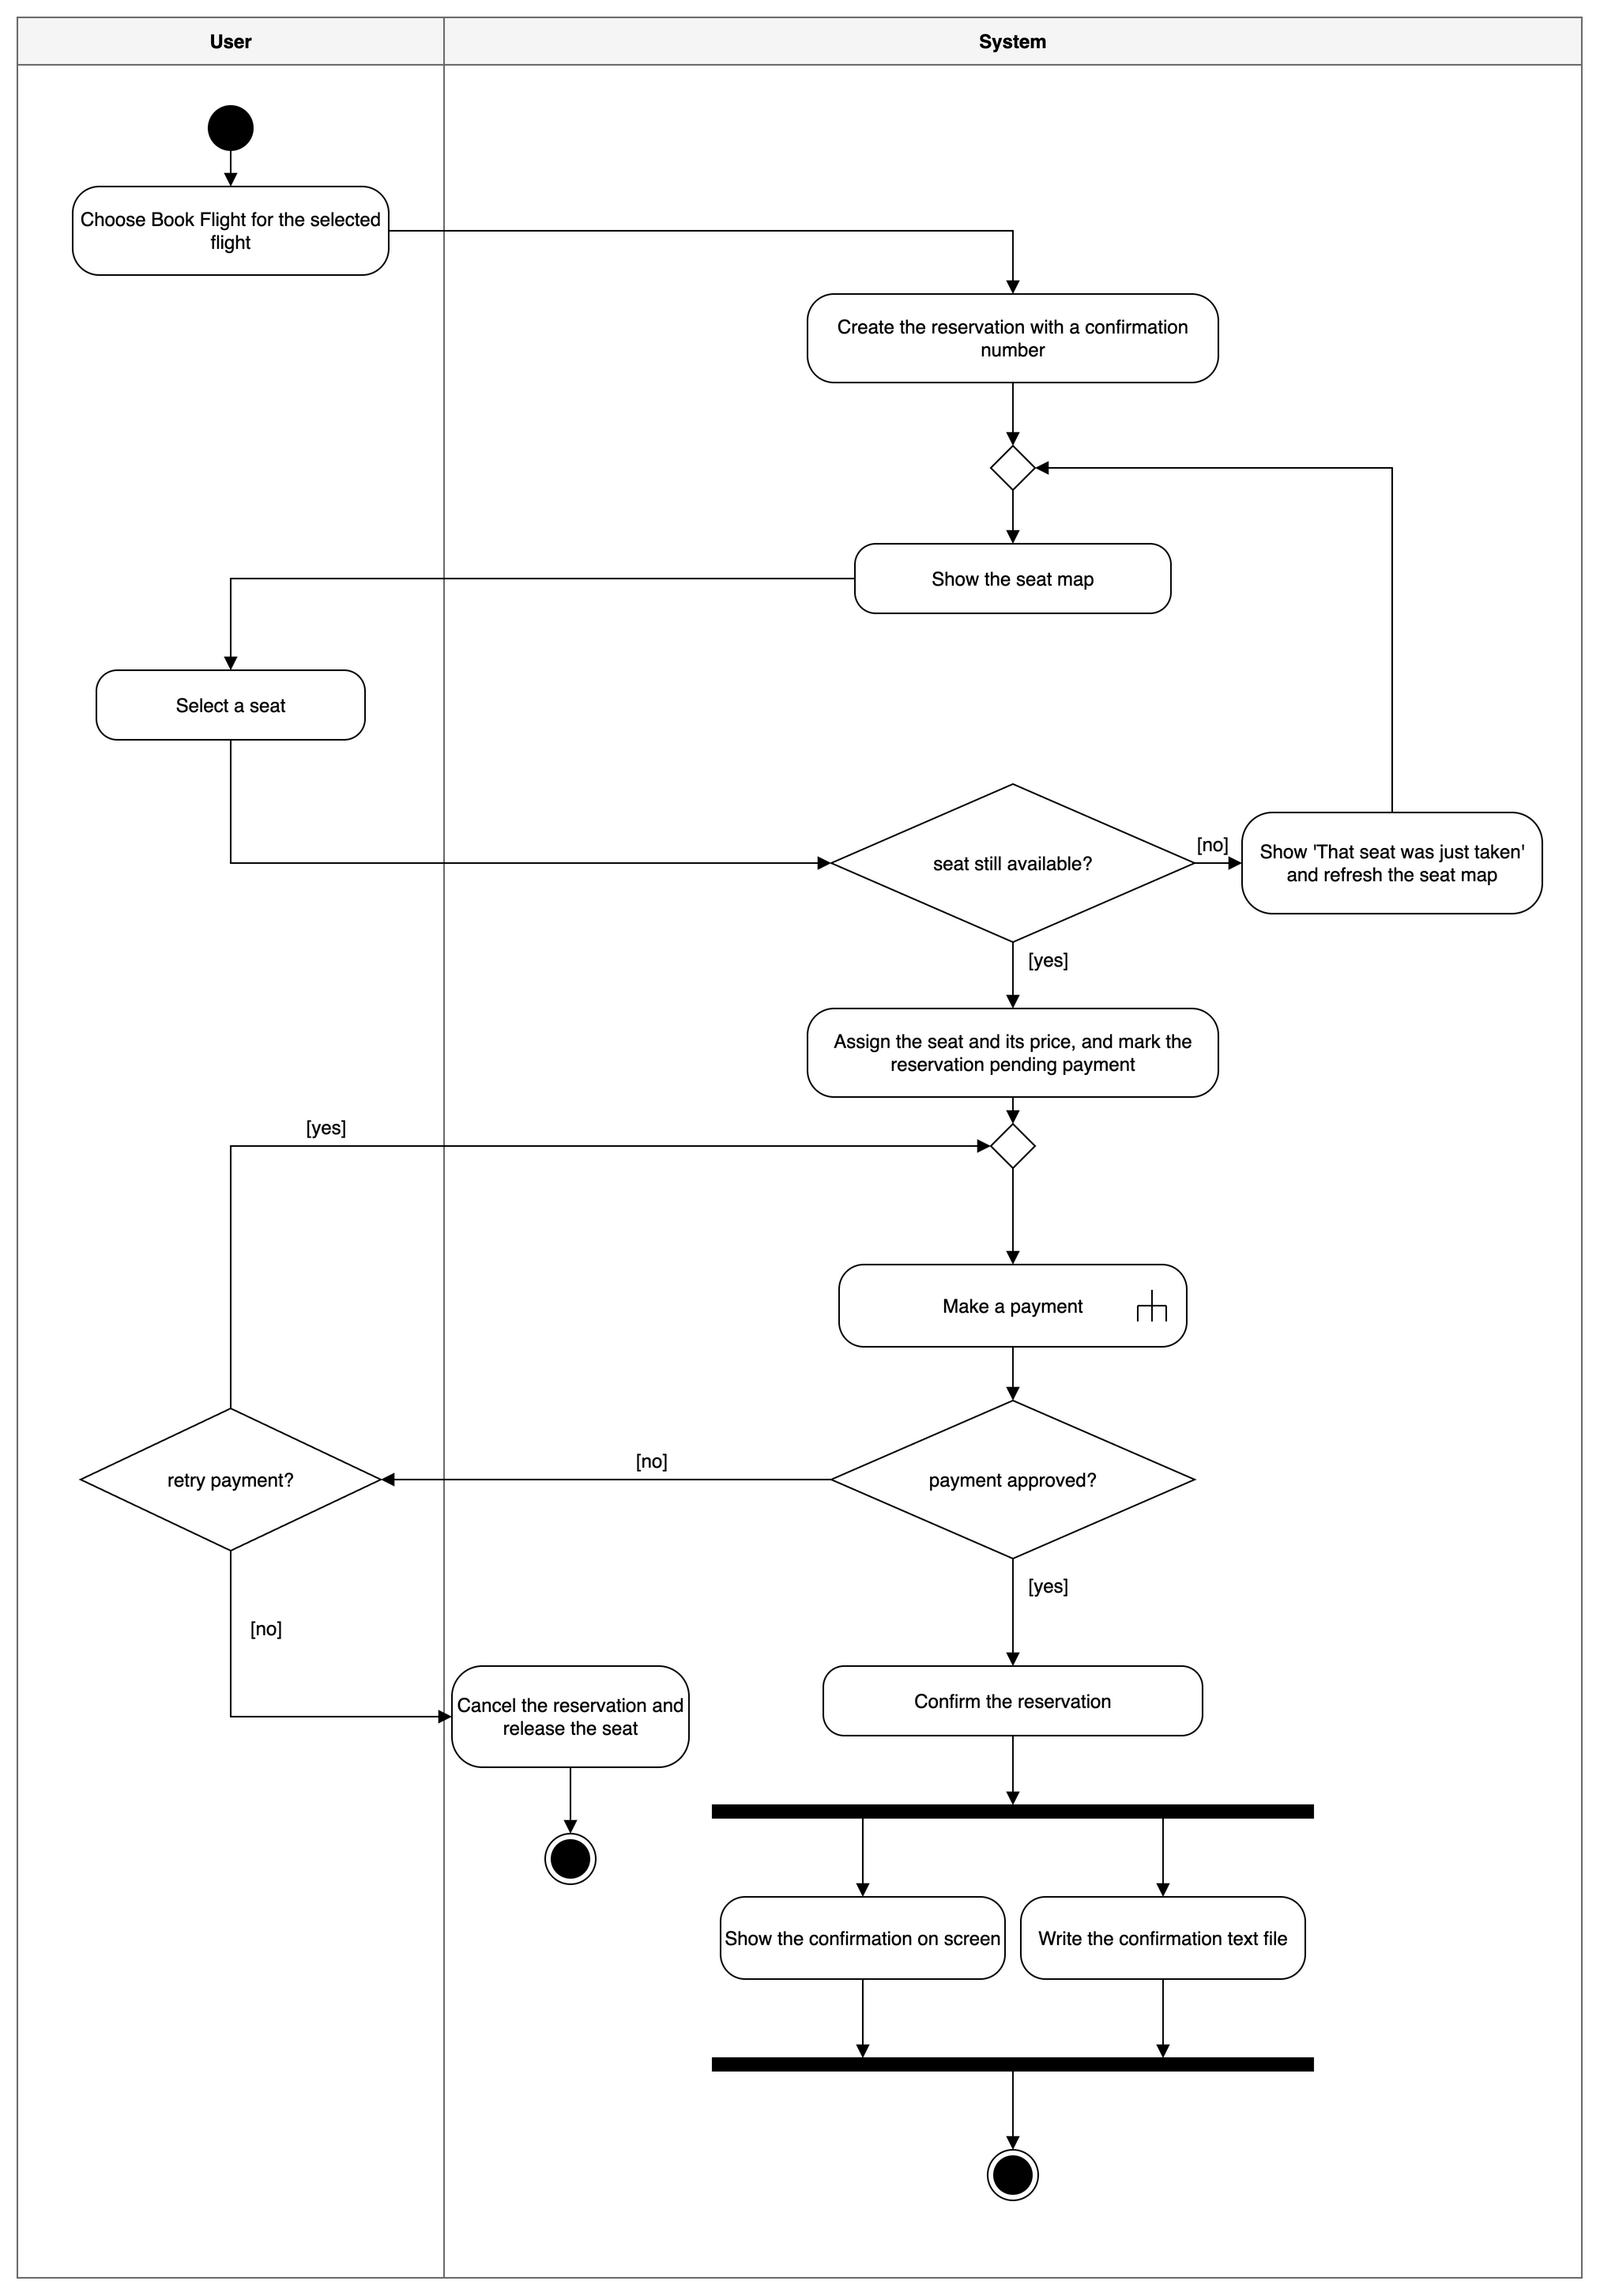 User
System
Choose Book Flight for the selected
flight
Create the reservation with a confirmation
number
Show the seat map
Select a seat
seat still available?
[no]
Show 'That seat was just taken'
and refresh the seat map
[yes]
Assign the seat and its price, and mark the
reservation pending payment
[yes]
Make a payment
retry payment?
[no]
payment approved?
[yes]
[no]
Cancel the reservation and
release the seat
Confirm the reservation
Show the confirmation on screen
Write the confirmation text file